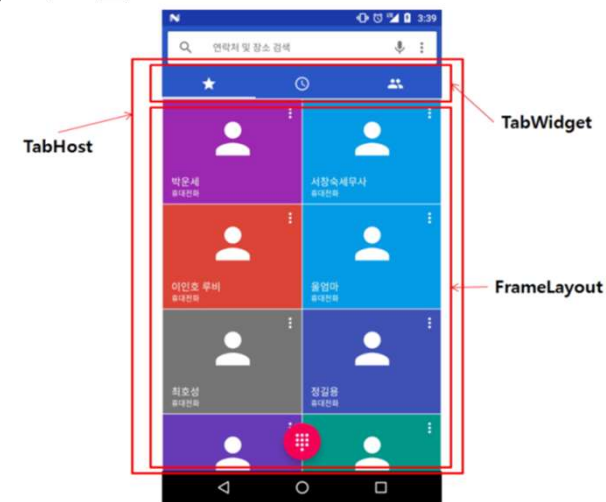 3:39
연락처 및 장소 검색
TabHost
TabWidget
박운세
휴대전화
서창숙세무사
휴대전화
FrameLayout
이인호 루비
휴대전화
울엄마
휴대전화
최호성
휴대전화
정길용
휴대전화